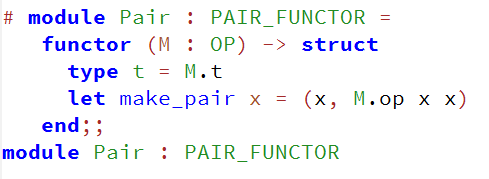 # module Pair : PAIR_FUNCTOR =
functor (M : OP) -> struct
type t = M.t
let make_pair x = (x, M.op x x)
end;;
module Pair : PAIR_FUNCTOR